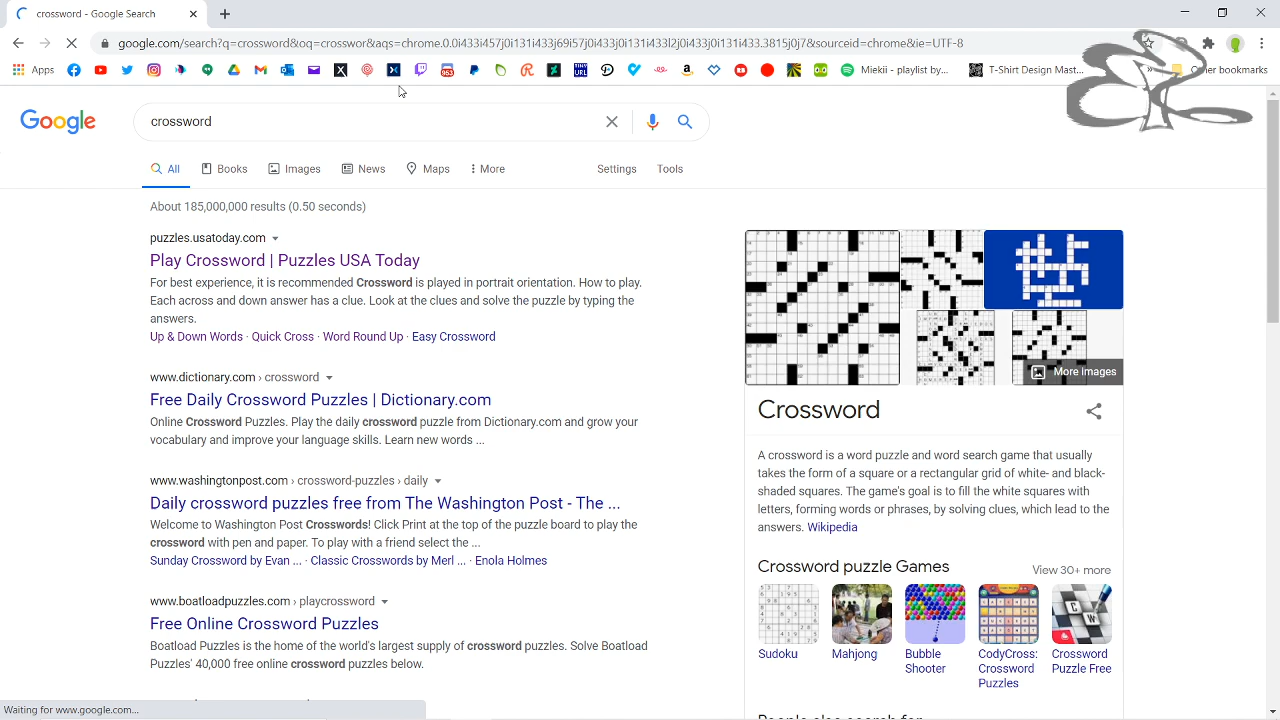 crossword - Google Search
google.com/search?q=crossword&oq=crosswor&aqs=chrome.0.0i433i457j0i131i433j69i57j0i433j0i131i433l2j0i433j0i131i433.3815j0j7&sourceid=chrome&ie=UTF-8
Apps
Miekii - playlist by...
T-Shirt Design Mast...
Other bookmarks
Google
crossword
All
Books
Images
News
Maps
More
Settings
Tools
About 185,000,000 results (0.50 seconds)
puzzles.usatoday.com
Play Crossword | Puzzles USA Today
For best experience, it is recommended Crossword is played in portrait orientation. How to play.
Each across and down answer has a clue. Look at the clues and solve the puzzle by typing the
answers.
Up & Down Words · Quick Cross · Word Round Up · Easy Crossword
www.dictionary.com › crossword
Free Daily Crossword Puzzles | Dictionary.com
Online Crossword Puzzles. Play the daily crossword puzzle from Dictionary.com and grow your
vocabulary and improve your language skills. Learn new words ...
www.washingtonpost.com › crossword-puzzles › daily
Daily crossword puzzles free from The Washington Post - The ...
Welcome to Washington Post Crosswords! Click Print at the top of the puzzle board to play the
crossword with pen and paper. To play with a friend select the ...
Sunday Crossword by Evan ... · Classic Crosswords by Merl ... · Enola Holmes
www.boatloadpuzzles.com › playcrossword
Free Online Crossword Puzzles
Boatload Puzzles is the home of the world's largest supply of crossword puzzles. Solve Boatload
Puzzles' 40,000 free online crossword puzzles below.
More images
Crossword
A crossword is a word puzzle and word search game that usually
takes the form of a square or a rectangular grid of white- and black-
shaded squares. The game's goal is to fill the white squares with
letters, forming words or phrases, by solving clues, which lead to the
answers. Wikipedia
Crossword puzzle Games
View 30+ more
Sudoku
Mahjong
Bubble
Shooter
CodyCross:
Crossword
Puzzles
Crossword
Puzzle Free
People also search for
Waiting for www.google.com...